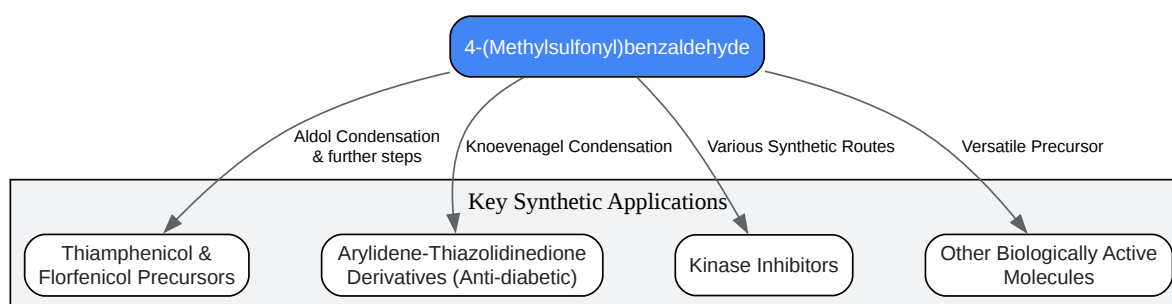 4-(Methylsulfonyl)benzaldehyde
Aldol Condensation
& further steps
Knoevenagel Condensation
Various Synthetic Routes
Versatile Precursor
Key Synthetic Applications
Thiamphenicol &
Florfenicol Precursors
Arylidene-Thiazolidinedione
Derivatives (Anti-diabetic)
Kinase Inhibitors
Other Biologically Active
Molecules